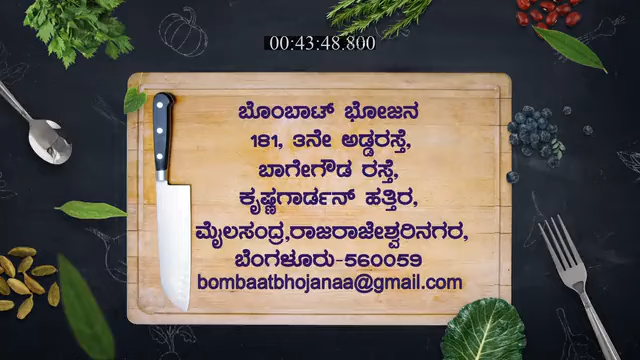 00:43:48.800
ಬೊಂಬಾಟ್ ಭೋಜನ
181, 3ನೇ ಅಡ್ಡರಸ್ತೆ,
ಬಾಗೇಗೌಡ ರಸ್ತೆ,
ಕೃಷ್ಣಗಾರ್ಡನ್ ಹತ್ತಿರ,
ಮೈಲಸಂದ್ರ,ರಾಜರಾಜೇಶ್ವರಿನಗರ,
ಬೆಂಗಳೂರು-560059
bombaatbhojanaa@gmail.com